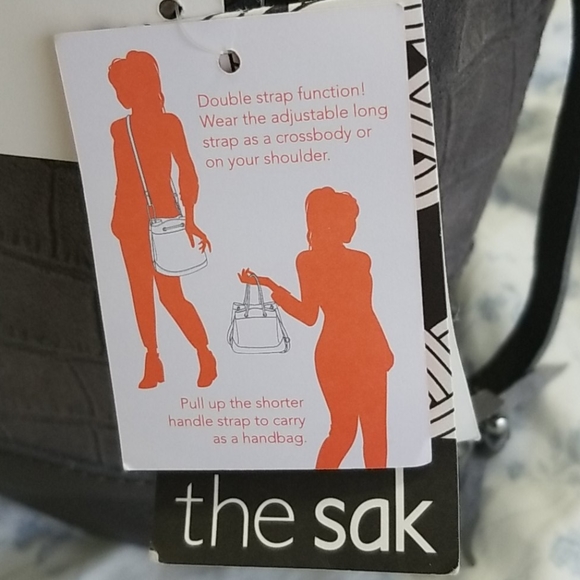 Double strap function!
Wear the adjustable long
strap as a crossbody or
on your shoulder.
Pull up the shorter
handle strap to carry
as a handbag.
the sak